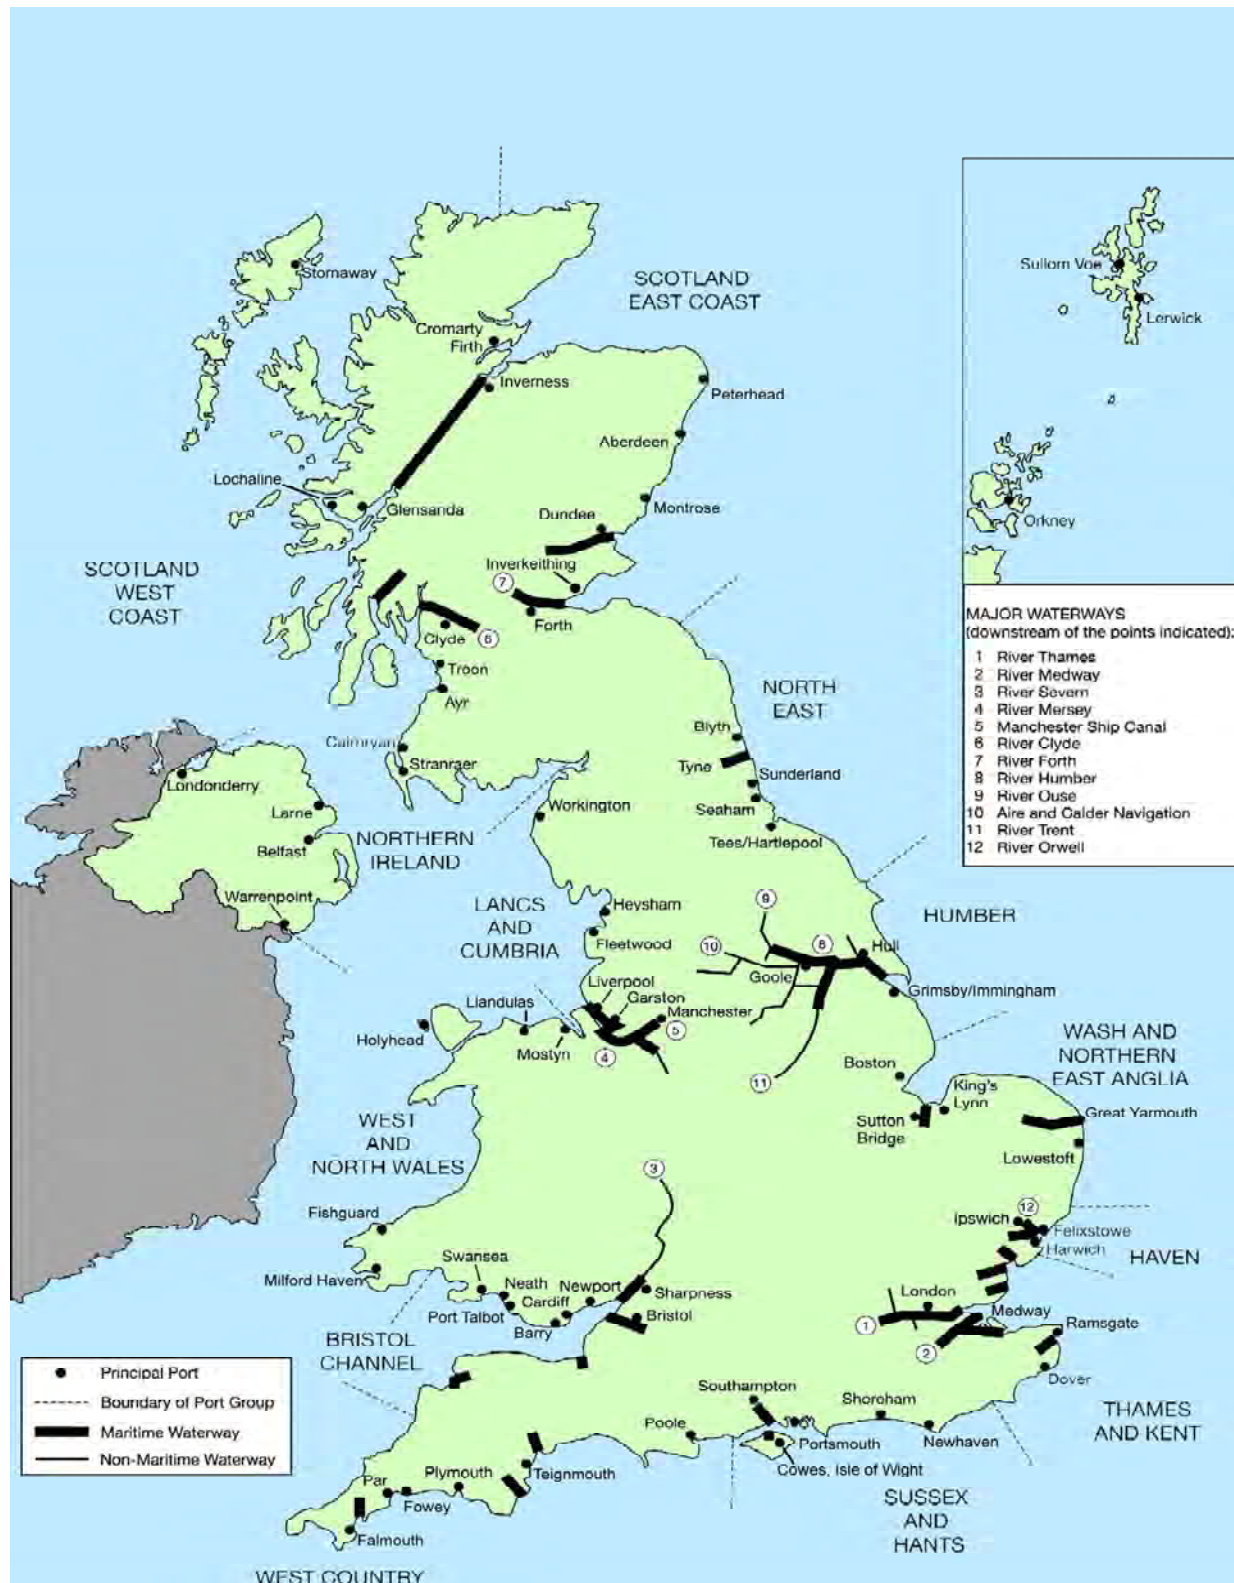 SCOTLAND
EAST COAST
Stornaway
Cromarty
Firth
Inverness
Peterhead
Aberdeen
Lochaline
Glensanda
Montrose
Dundee
Inverkeithing
SCOTLAND
WEST
COAST
7
Forth
Clyde
6
Troon
Ayr
Cairnryan
Stranraer
Sullom Voe
Lerwick
Orkney
MAJOR WATERWAYS
(downstream of the points indicated):
1 River Thames
2 River Medway
3 River Severn
4 River Mersey
5 Manchester Ship Canal
6 River Clyde
7 River Forth
8 River Humber
9 River Ouse
10 Aire and Calder Navigation
11 River Trent
12 River Orwell
NORTH
EAST
Blyth
Tyne
Sunderland
Seaham
Tees/Hartlepool
Londonderry
Larne
Belfast
Warrenpoint
NORTHERN
IRELAND
Workington
LANCS
AND
CUMBRIA
Heysham
Fleetwood
9
10
8
Hull
Goole
HUMBER
Grimsby/Immingham
Liverpool
Garston
Manchester
5
4
11
Llandulas
Holyhead
Mostyn
WASH AND
NORTHERN
EAST ANGLIA
Boston
King's
Lynn
Sutton
Bridge
Great Yarmouth
Lowestoft
WEST
AND
NORTH WALES
3
Fishguard
Milford Haven
Swansea
Neath
Port Talbot
Cardiff
Barry
Newport
Sharpness
Bristol
12
Ipswich
Felixstowe
Harwich
HAVEN
London
1
2
Medway
Ramsgate
Dover
BRISTOL
CHANNEL
THAMES
AND KENT
Southampton
Shoreham
Poole
Portsmouth
Newhaven
Cowes, Isle of Wight
SUSSEX
AND
HANTS
Plymouth
Teignmouth
Par
Fowey
Falmouth
WEST COUNTRY
Principal Port
Boundary of Port Group
Maritime Waterway
Non-Maritime Waterway